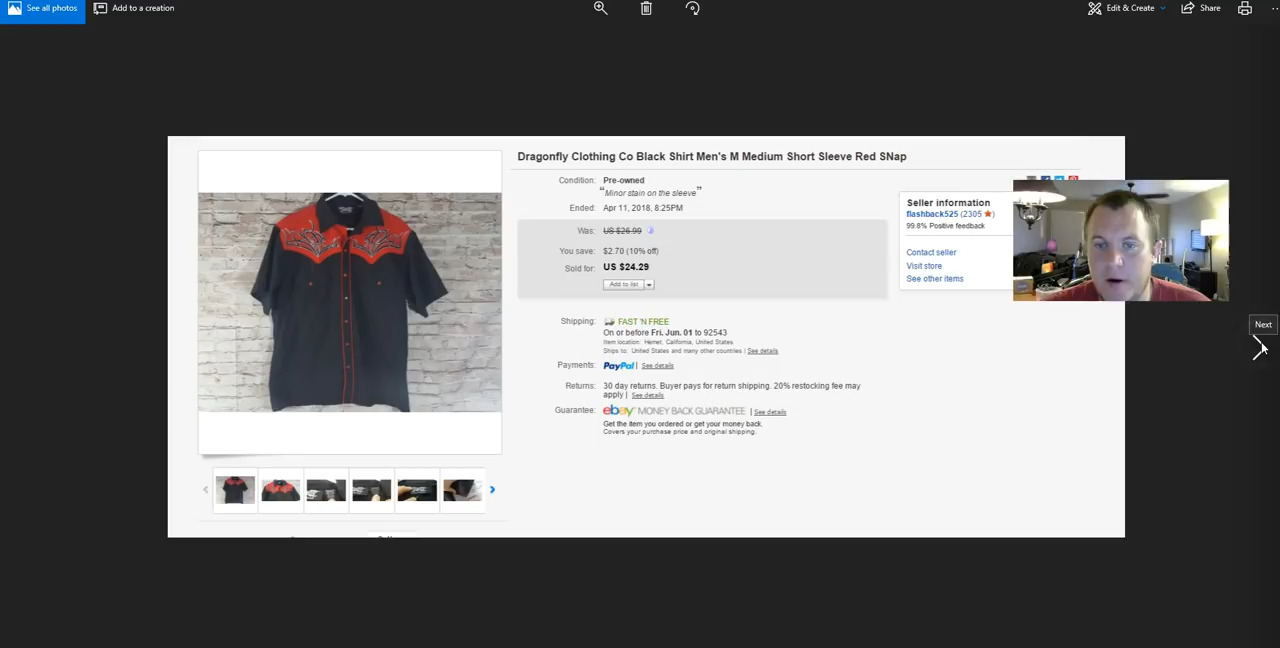 See all photos
Add to a creation
Edit & Create
Share
Dragonfly Clothing Co Black Shirt Men's M Medium Short Sleeve Red SNap
Condition: Pre-owned
"Minor stain on the sleeve"
Ended: Apr 11, 2018, 8:25PM
Was: US $26.99
You save: $2.70 (10% off)
Sold for: US $24.29
Add to list
Seller information
flashback525 (2305 ★)
99.8% Positive feedback
Contact seller
Visit store
See other items
Next
Shipping: FAST 'N FREE
On or before Fri. Jun. 01 to 92543
Item location: Hemet, California, United States
Ships to: United States and many other countries | See details
Payments: PayPal | See details
Returns: 30 day returns. Buyer pays for return shipping. 20% restocking fee may
apply | See details
Guarantee: ebay MONEY BACK GUARANTEE | See details
Get the item you ordered or get your money back.
Covers your purchase price and original shipping.